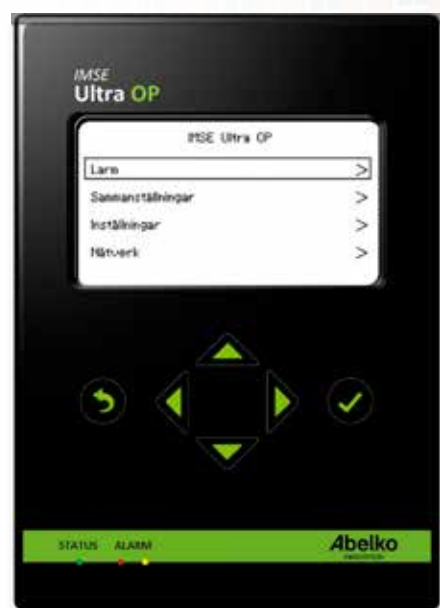 IMSE
Ultra OP
IMSE Ultra OP
Larm >
Sammanställningar >
Inställningar >
Nätverk >
STATUS ALARM
Abelko